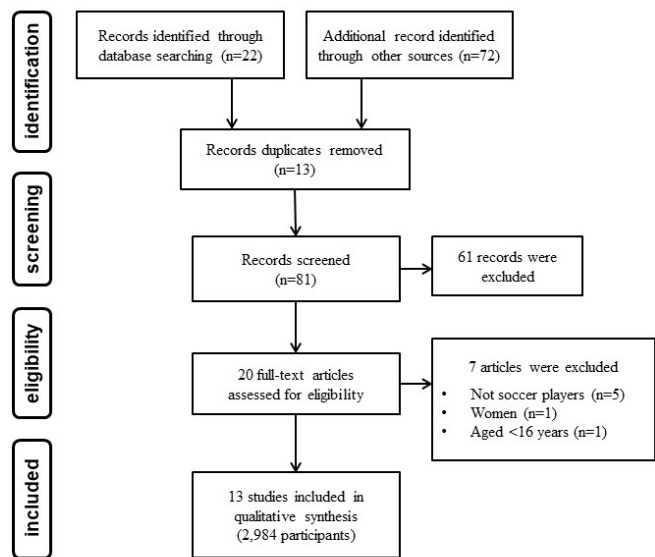 identification
Records identified through
database searching (n=22)
Additional record identified
through other sources (n=72)
Records duplicates removed
(n=13)
screening
Records screened
(n=81)
61 records were
excluded
eligibility
20 full-text articles
assessed for eligibility
7 articles were excluded
• Not soccer players (n=5)
• Women (n=1)
• Aged <16 years (n=1)
included
13 studies included in
qualitative synthesis
(2,984 participants)